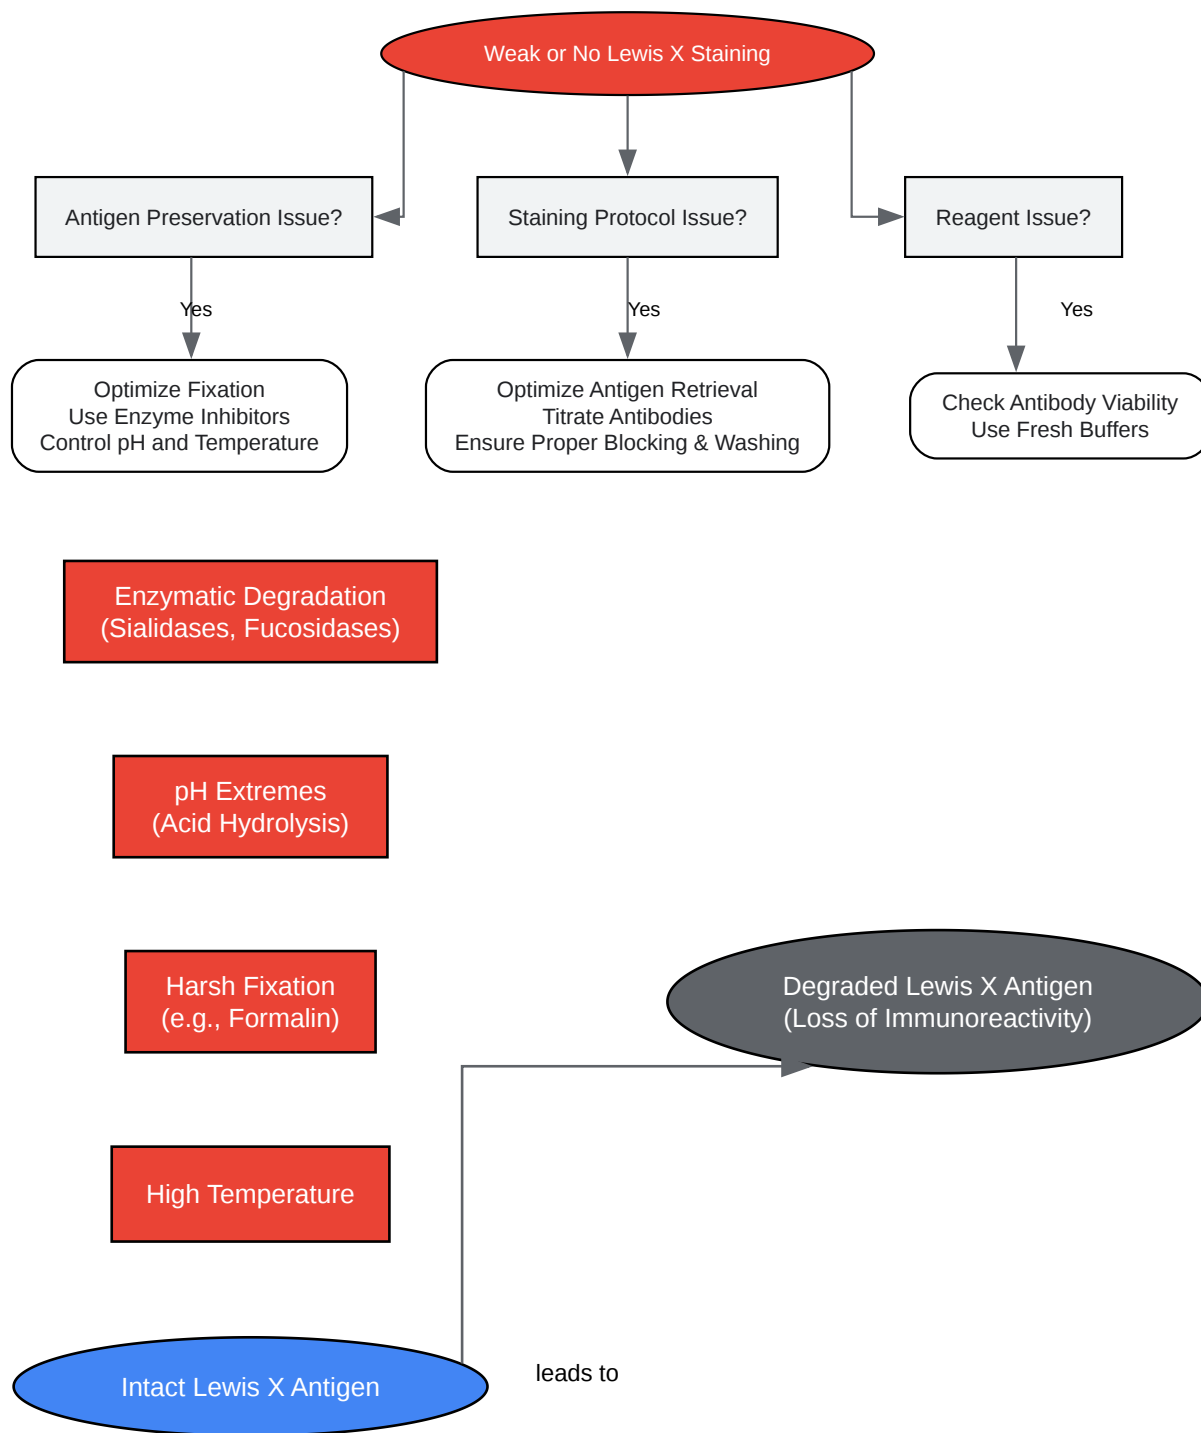 Weak or No Lewis X Staining
Antigen Preservation Issue?
Staining Protocol Issue?
Reagent Issue?
Yes
Yes
Yes
Optimize Fixation
Use Enzyme Inhibitors
Control pH and Temperature
Optimize Antigen Retrieval
Titrate Antibodies
Ensure Proper Blocking & Washing
Check Antibody Viability
Use Fresh Buffers
Enzymatic Degradation
(Sialidases, Fucosidases)
pH Extremes
(Acid Hydrolysis)
Harsh Fixation
(e.g., Formalin)
Degraded Lewis X Antigen
(Loss of Immunoreactivity)
High Temperature
Intact Lewis X Antigen
leads to